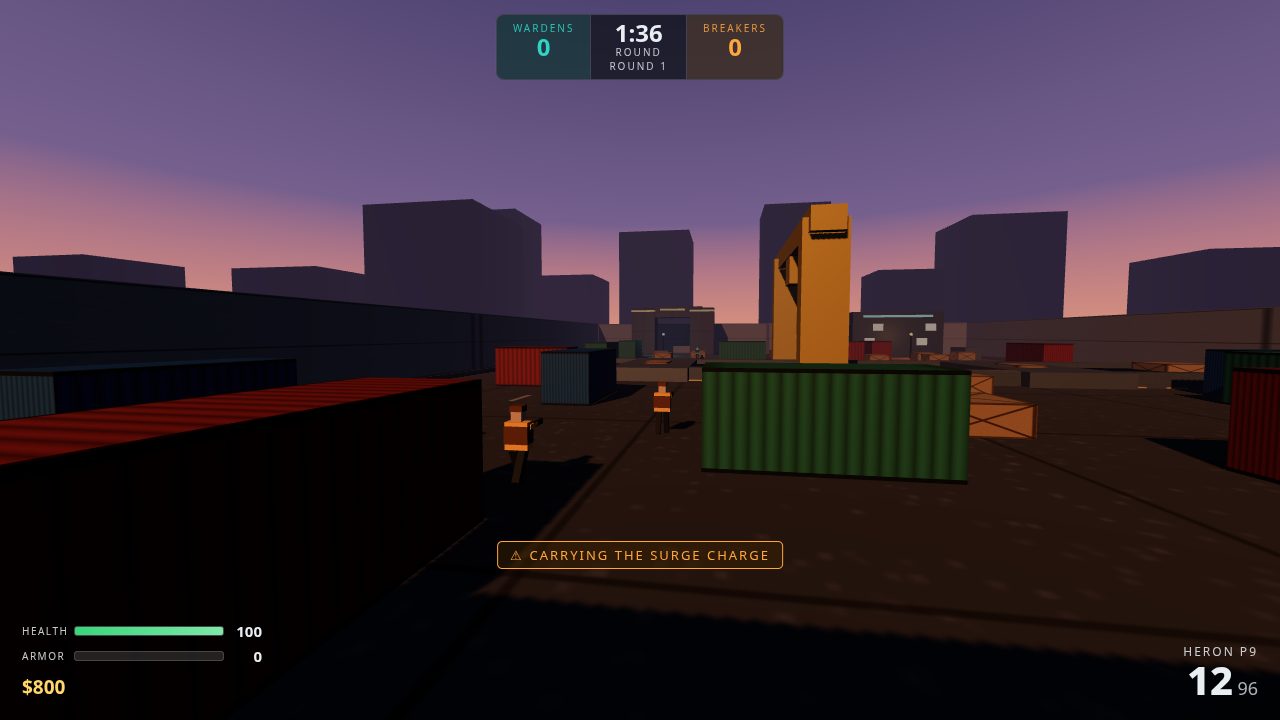 WARDENS
0
1:36
ROUND
ROUND 1
BREAKERS
0
⚠ CARRYING THE SURGE CHARGE
HEALTH 100
ARMOR 0
$800
HERON P9
12 96